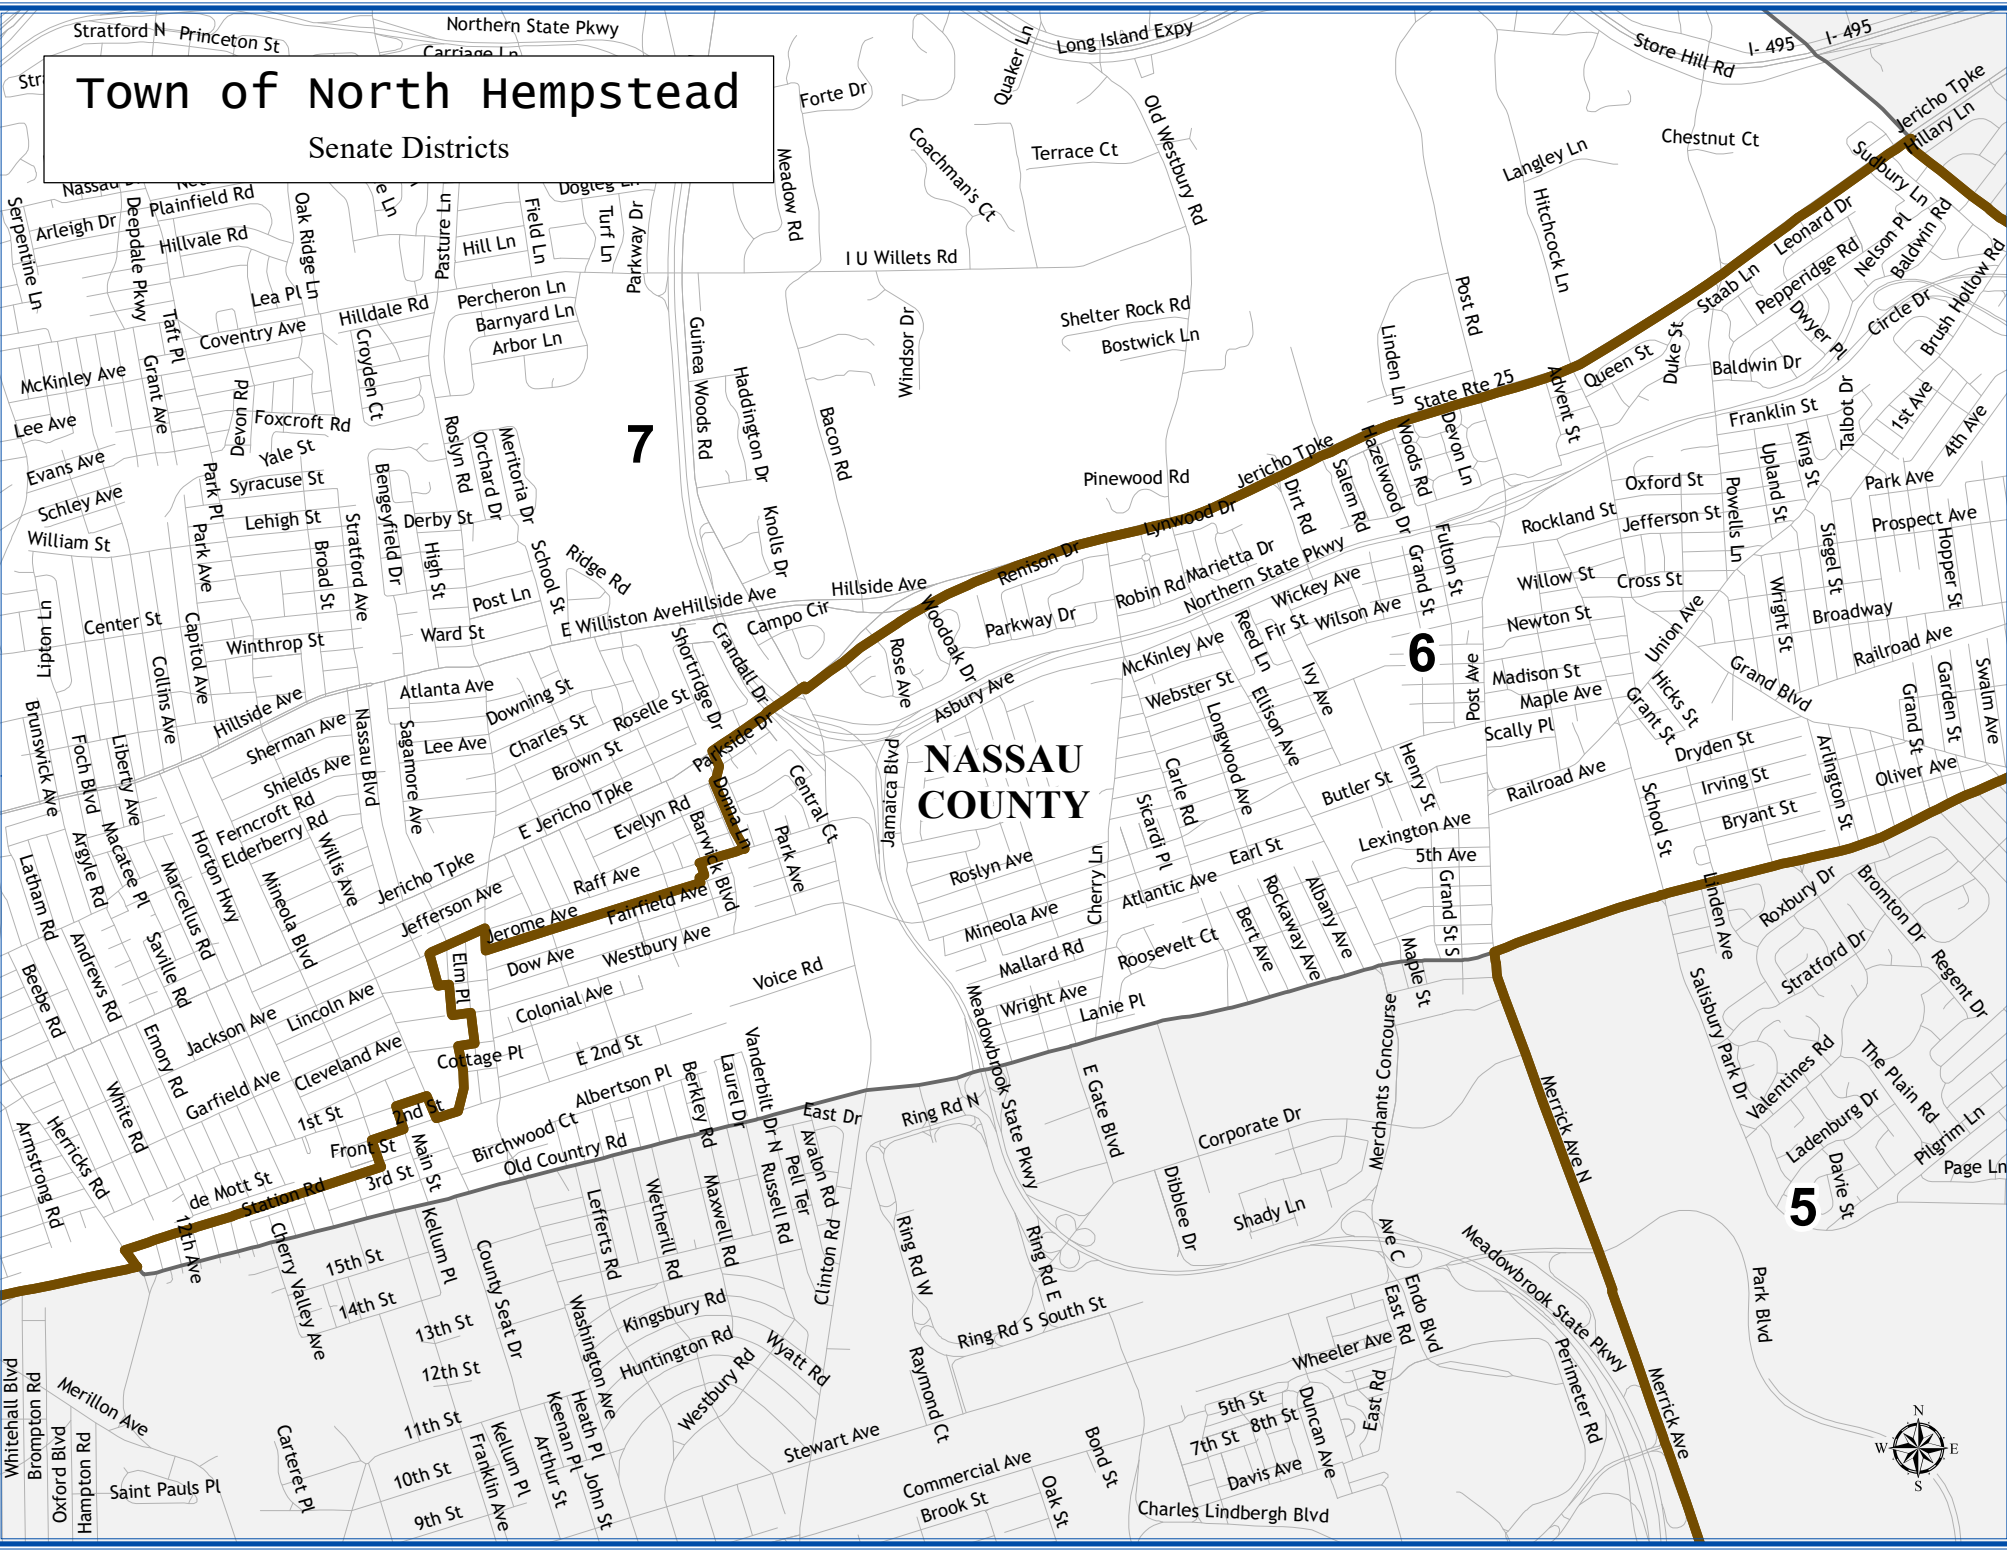 Stratford N
Princeton St
Northern State Pkwy
Carriage Ln
Long Island Expy
Quaker Ln
Store Hill Rd
I- 495
I- 495
Town of North Hempstead
Senate Districts
Forte Dr
Jericho Tpke
Hillary Ln
Old Westbury Rd
Coachman's Ct
Terrace Ct
Langley Ln
Chestnut Ct
Sudbury Ln
Meadow Rd
Plainfield Rd
Arleigh Dr
Hillvale Rd
Serpentine Ln
Deepdale Pkwy
Oak Ridge Ln
Pasture Ln
Hill Ln
Field Ln
Dogleg Ln
Turf Ln
Parkway Dr
I U Willets Rd
Hitchcock Ln
Leonard Dr
Nelson Pl
Baldwin Rd
Pepperidge Rd
Staab Ln
Dwyer Pl
Circle Dr
Brush Hollow Rd
Lea Pl
Hilldale Rd
Percheron Ln
Barnyard Ln
Arbor Ln
Coventry Ave
Taft Pl
Croyden Ct
Guinea Woods Rd
Windsor Dr
Shelter Rock Rd
Bostwick Ln
Post Rd
Linden Ln
State Rte 25
Advent St
Queen St
Duke St
Baldwin Dr
McKinley Ave
Grant Ave
Lee Ave
Devon Rd
Foxcroft Rd
Yale St
Syracuse St
Evans Ave
Schley Ave
William St
Park Pl
Lehigh St
Park Ave
Broad St
Stratford Ave
Bengeyfield Dr
Derby St
High St
Roslyn Rd
Orchard Dr
Meritoria Dr
7
Haddington Dr
Bacon Rd
Knolls Dr
Pinewood Rd
Jericho Tpke
Lynwood Dr
Renison Dr
Dirt Rd
Salem Rd
Hazelwood Dr
Woods Rd
Devon Ln
Franklin St
Talbot Dr
1st Ave
4th Ave
Oxford St
Upland St
King St
Park Ave
Rockland St
Jefferson St
Powells Ln
Siegel St
Prospect Ave
Hopper St
School St
Ridge Rd
Post Ln
Ward St
E Williston Ave
Hillside Ave
Hillside Ave
Campo Cir
Woodoak Dr
Parkway Dr
Robin Rd
Marietta Dr
Northern State Pkwy
Wickey Ave
Wilson Ave
Fir St
Reed Ln
Grand St
Fulton St
Willow St
Cross St
Newton St
Wright St
Broadway
Railroad Ave
Union Ave
6
Lipton Ln
Center St
Capitol Ave
Winthrop St
Collins Ave
Hillside Ave
Atlanta Ave
Shortridge Dr
Crandall Dr
Rose Ave
Asbury Ave
McKinley Ave
Webster St
Ivy Ave
Post Ave
Madison St
Maple Ave
Scally Pl
Hicks St
Grant St
Grand Blvd
Grand St
Garden St
Swalm Ave
Brunswick Ave
Foch Blvd
Liberty Ave
Sherman Ave
Shields Ave
Nassau Blvd
Sagamore Ave
Lee Ave
Downing St
Charles St
Roselle St
Brown St
Parkside Dr
E Jericho Tpke
Evelyn Rd
Donna Ln
Central Ct
Jamaica Blvd
NASSAU
COUNTY
Carle Rd
Sicardi Pl
Longwood Ave
Ellison Ave
Butler St
Henry St
Railroad Ave
Dryden St
Irving St
Bryant St
Arlington St
Oliver Ave
School St
Ferncroft Rd
Elderberry Rd
Willis Ave
Jericho Tpke
Jefferson Ave
Horton Hwy
Mineola Blvd
Macatee Pl
Argyle Rd
Latham Rd
Marcellus Rd
Raff Ave
Barwick Blvd
Park Ave
Fairfield Ave
Jerome Ave
Roslyn Ave
Mineola Ave
Cherry Ln
Atlantic Ave
Earl St
Lexington Ave
5th Ave
Grand St S
Linden Ave
Roxbury Dr
Bromton Dr
Stratford Dr
Regent Dr
Saville Rd
Andrews Rd
Beebe Rd
Elm Pl
Dow Ave
Westbury Ave
Colonial Ave
Voice Rd
Mallard Rd
Roosevelt Ct
Bert Ave
Rockaway Ave
Albany Ave
Maple St
Wright Ave
Lanie Pl
Meadowbrook State Pkwy
Merchants Concourse
Salisbury Park Dr
Jackson Ave
Lincoln Ave
Emory Rd
Garfield Ave
Cleveland Ave
Cottage Pl
E 2nd St
Albertson Pl
Berkley Rd
Laurel Dr
Vanderbilt Dr N
East Dr
Ring Rd N
E Gate Blvd
Corporate Dr
Merrick Ave N
Valentines Rd
The Plain Rd
Ladenburg Dr
Pilgrim Ln
Page Ln
Davie St
5
White Rd
Herricks Rd
Armstrong Rd
1st St
2nd St
Front St
3rd St
Main St
Birchwood Ct
Old Country Rd
de Mott St
Station Rd
12th Ave
Cherry Valley Ave
15th St
14th St
Kellum Pl
County Seat Dr
Lefferts Rd
Wetherill Rd
Maxwell Rd
Russell Rd
Pell Ter
Avalon Rd
Clinton Rd
Ring Rd W
Ring Rd E
Dibblee Dr
Shady Ln
Ave C
Meadowbrook State Pkwy
Park Blvd
13th St
12th St
Washington Ave
Kingsbury Rd
Huntington Rd
Westbury Rd
Wyatt Rd
Ring Rd S
South St
Raymond Ct
Wheeler Ave
East Rd
Endo Blvd
Perimeter Rd
Merrick Ave
Whitehall Blvd
Brompton Rd
Oxford Blvd
Hampton Rd
Merillon Ave
Saint Pauls Pl
Carteret Pl
11th St
10th St
9th St
Kellum Pl
Franklin Ave
Arthur St
Keenan Pl
Heath Pl
John St
Stewart Ave
Commercial Ave
Brook St
Oak St
Bond St
5th St
7th St
8th St
Duncan Ave
East Rd
Davis Ave
Charles Lindbergh Blvd
N
W
E
S